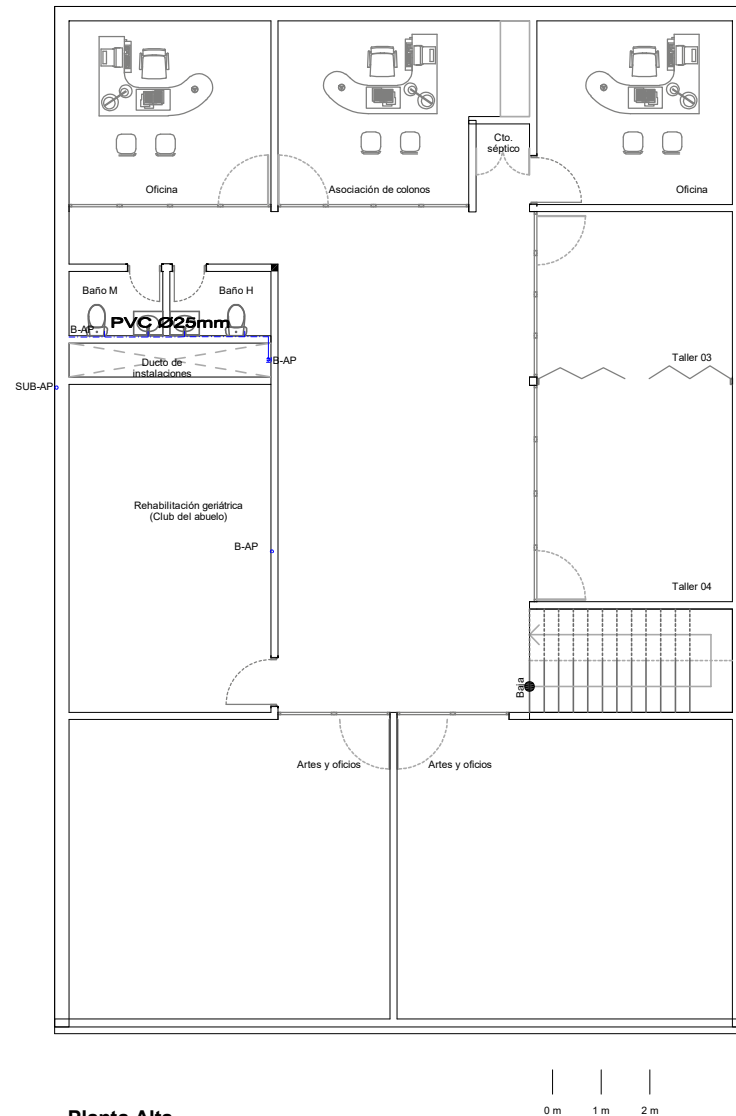 Cto.
séptico
Oficina
Asociación de colonos
Oficina
Baño M
Baño H
B-AP
PVC Ø25mm
Ducto de
instalaciones
B-AP
SUB-AP
Taller 03
Rehabilitación geriátrica
(Club del abuelo)
B-AP
Taller 04
Baja
Artes y oficios
Artes y oficios
0 m
1 m
2 m
Planta Alta